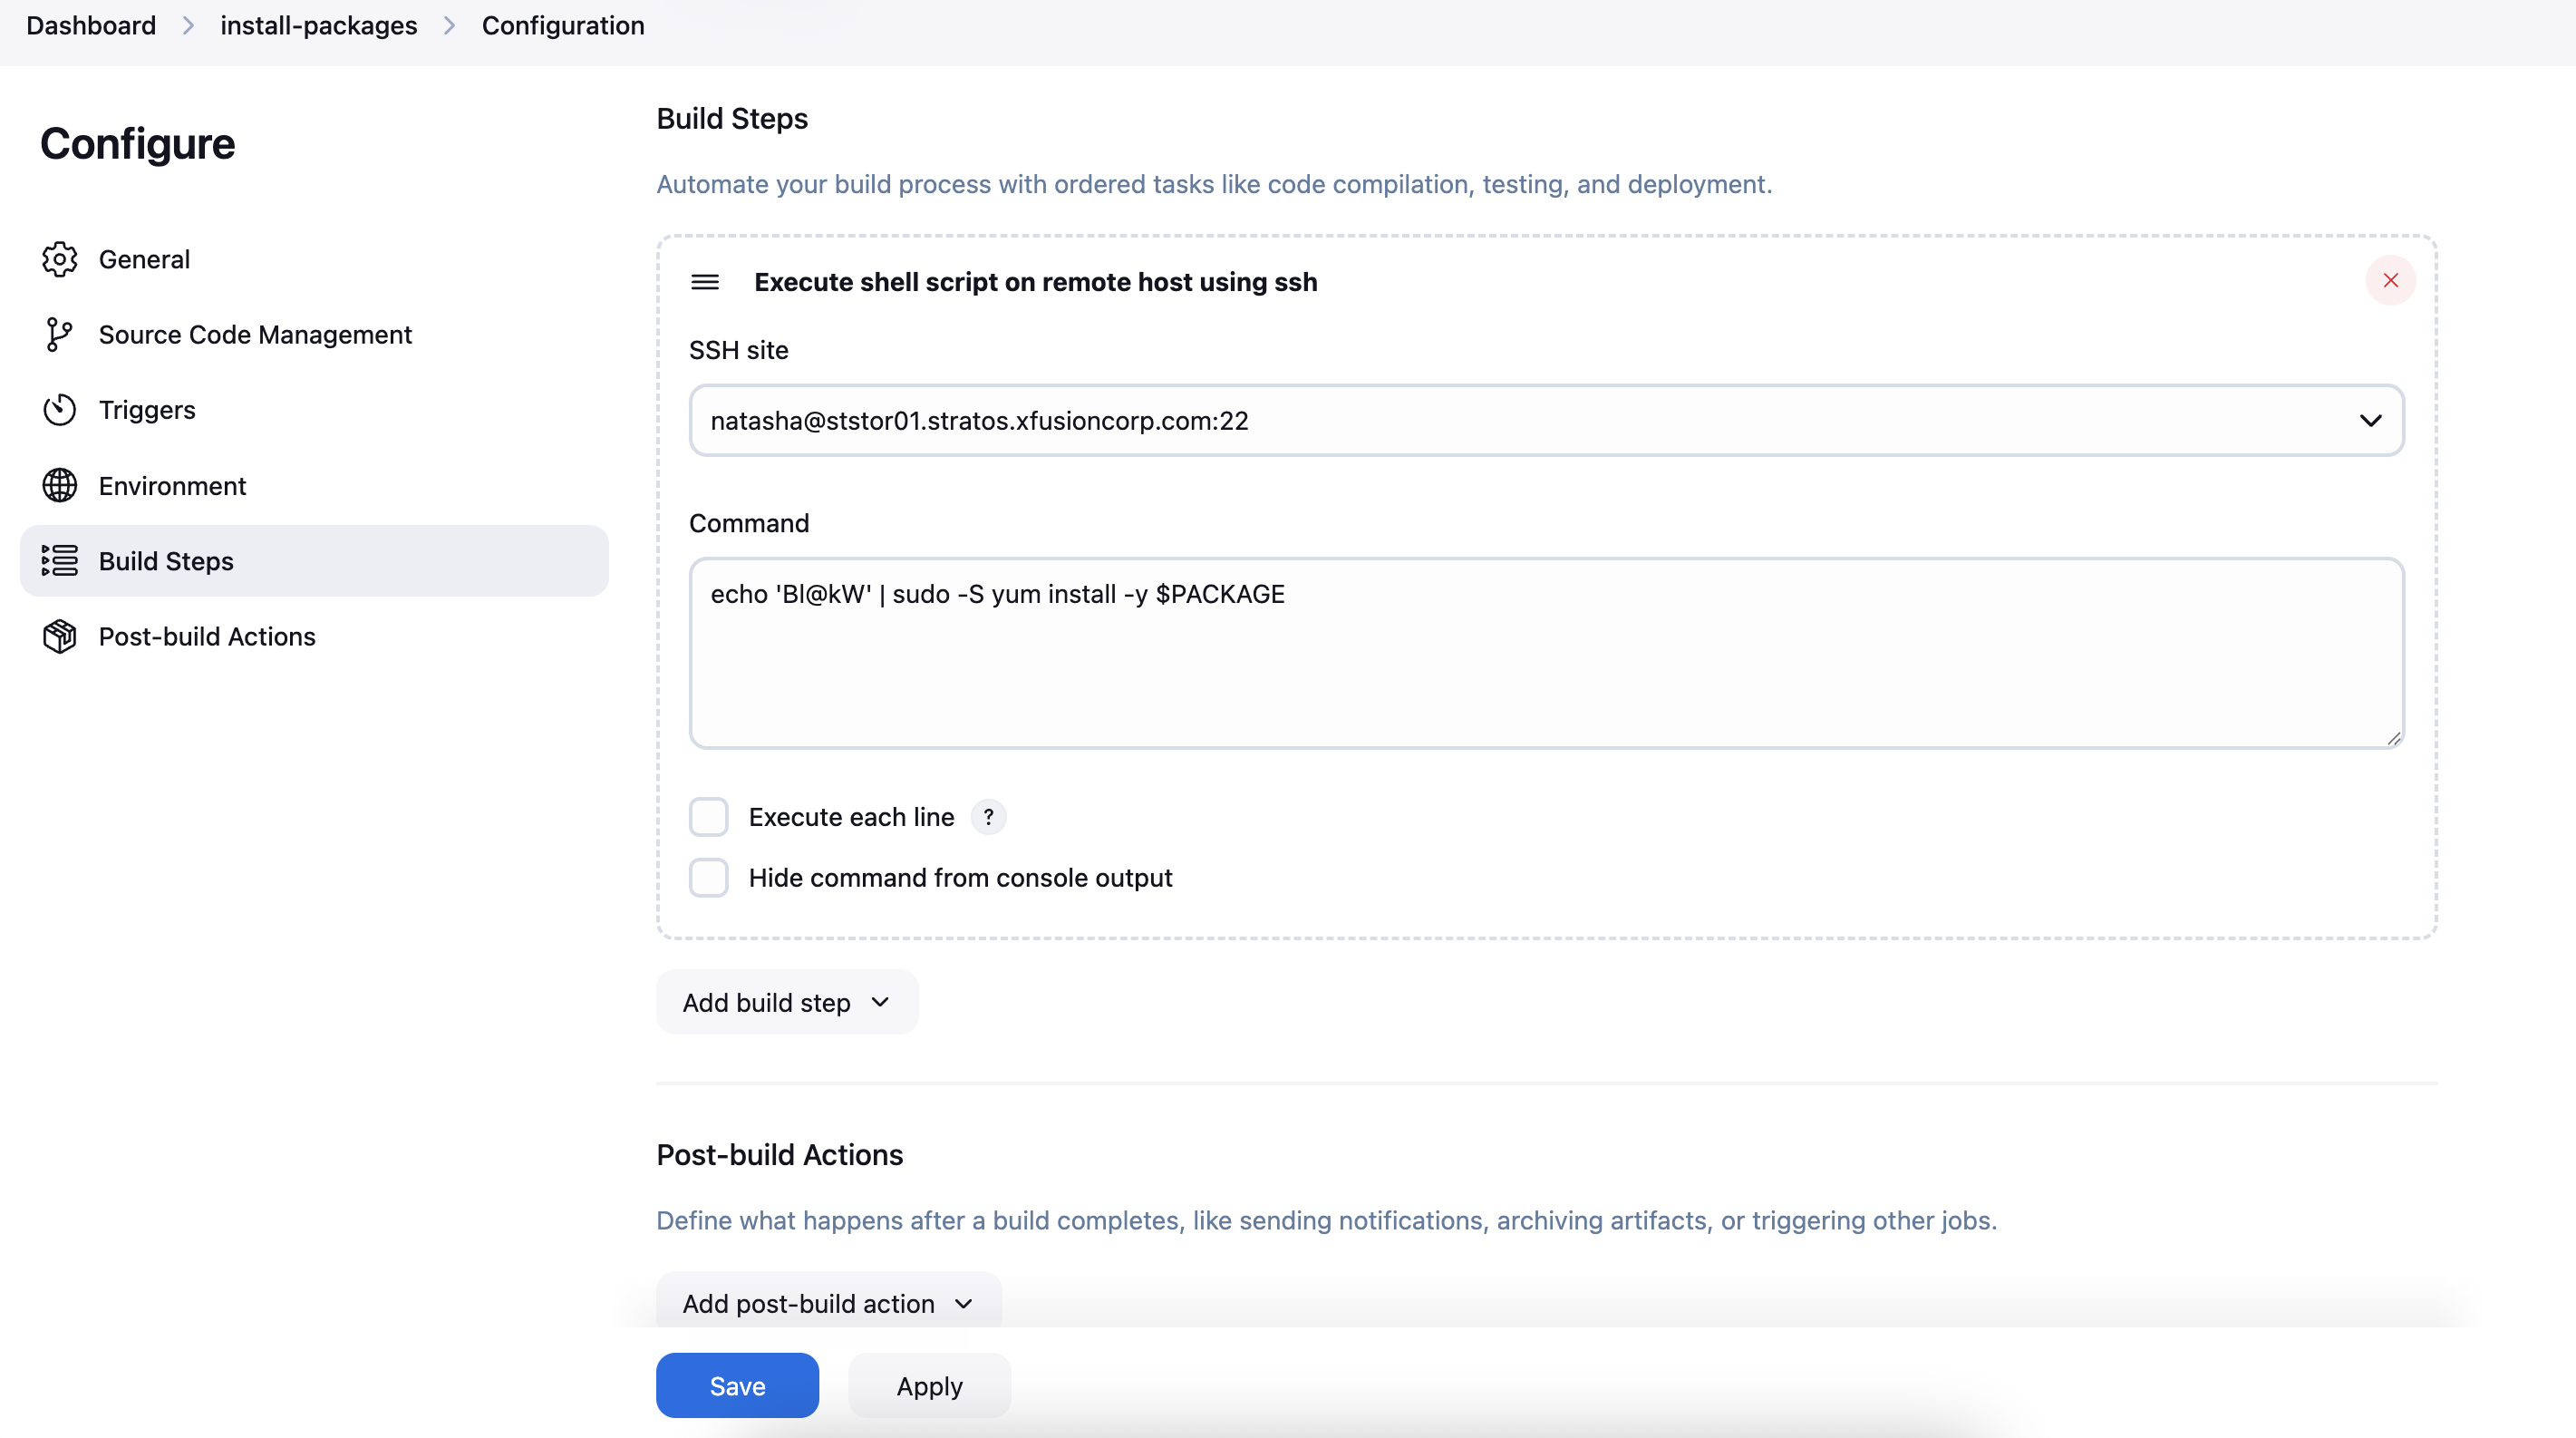 Dashboard > install-packages > Configuration
Configure
General
Source Code Management
Triggers
Environment
Build Steps
Post-build Actions
Build Steps
Automate your build process with ordered tasks like code compilation, testing, and deployment.
Execute shell script on remote host using ssh
SSH site
natasha@ststor01.stratos.xfusioncorp.com:22
Command
echo 'Bl@kW' | sudo -S yum install -y $PACKAGE
Execute each line ?
Hide command from console output
Add build step
Post-build Actions
Define what happens after a build completes, like sending notifications, archiving artifacts, or triggering other jobs.
Add post-build action
Save Apply